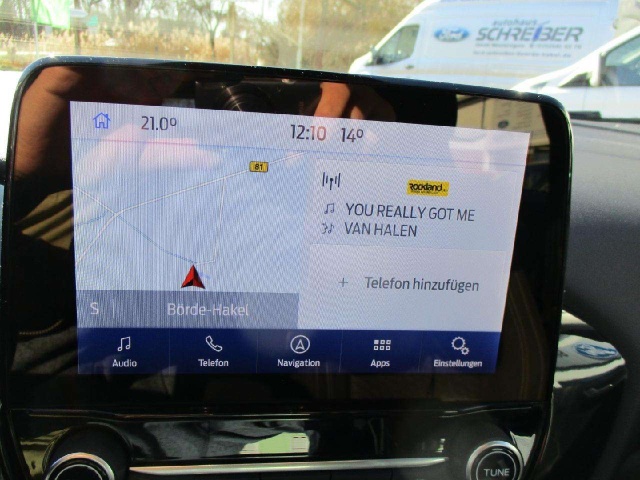 autohaus
SCHREIBER
21.0°
12:10
14°
81
Rockland
YOU REALLY GOT ME
VAN HALEN
+ Telefon hinzufügen
S
Börde-Hakel
Audio
Telefon
Navigation
Apps
Einstellungen
TUNE